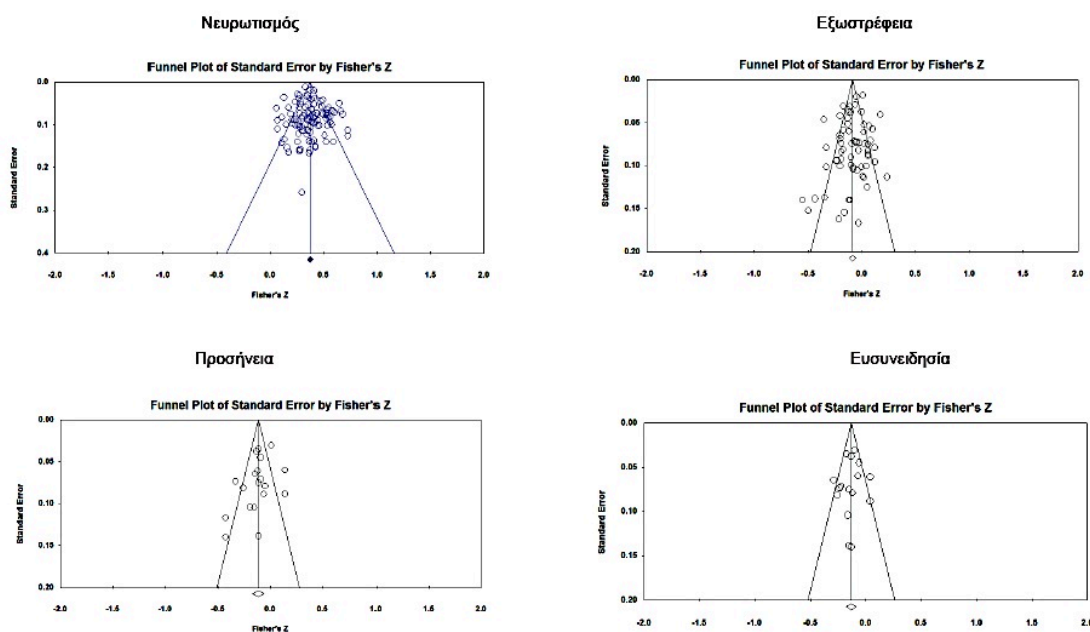 Νευρωτισμός
Funnel Plot of Standard Error by Fisher's Z
Standard Error
0.0
0.1
0.2
0.3
0.4
-2.0 -1.5 -1.0 -0.5 0.0 0.5 1.0 1.5 2.0
Fisher's Z
Εξωστρέφεια
Funnel Plot of Standard Error by Fisher's Z
Standard Error
0.00
0.05
0.10
0.15
0.20
-2.0 -1.5 -1.0 -0.5 0.0 0.5 1.0 1.5 2.0
Fisher's Z
Προσήνεια
Funnel Plot of Standard Error by Fisher's Z
Standard Error
0.00
0.05
0.10
0.15
0.20
-2.0 -1.5 -1.0 -0.5 0.0 0.5 1.0 1.5 2.0
Fisher's Z
Ευσυνειδησία
Funnel Plot of Standard Error by Fisher's Z
Standard Error
0.00
0.05
0.10
0.15
0.20
-2.0 -1.5 -1.0 -0.5 0.0 0.5 1.0 1.5 2.0
Fisher's Z